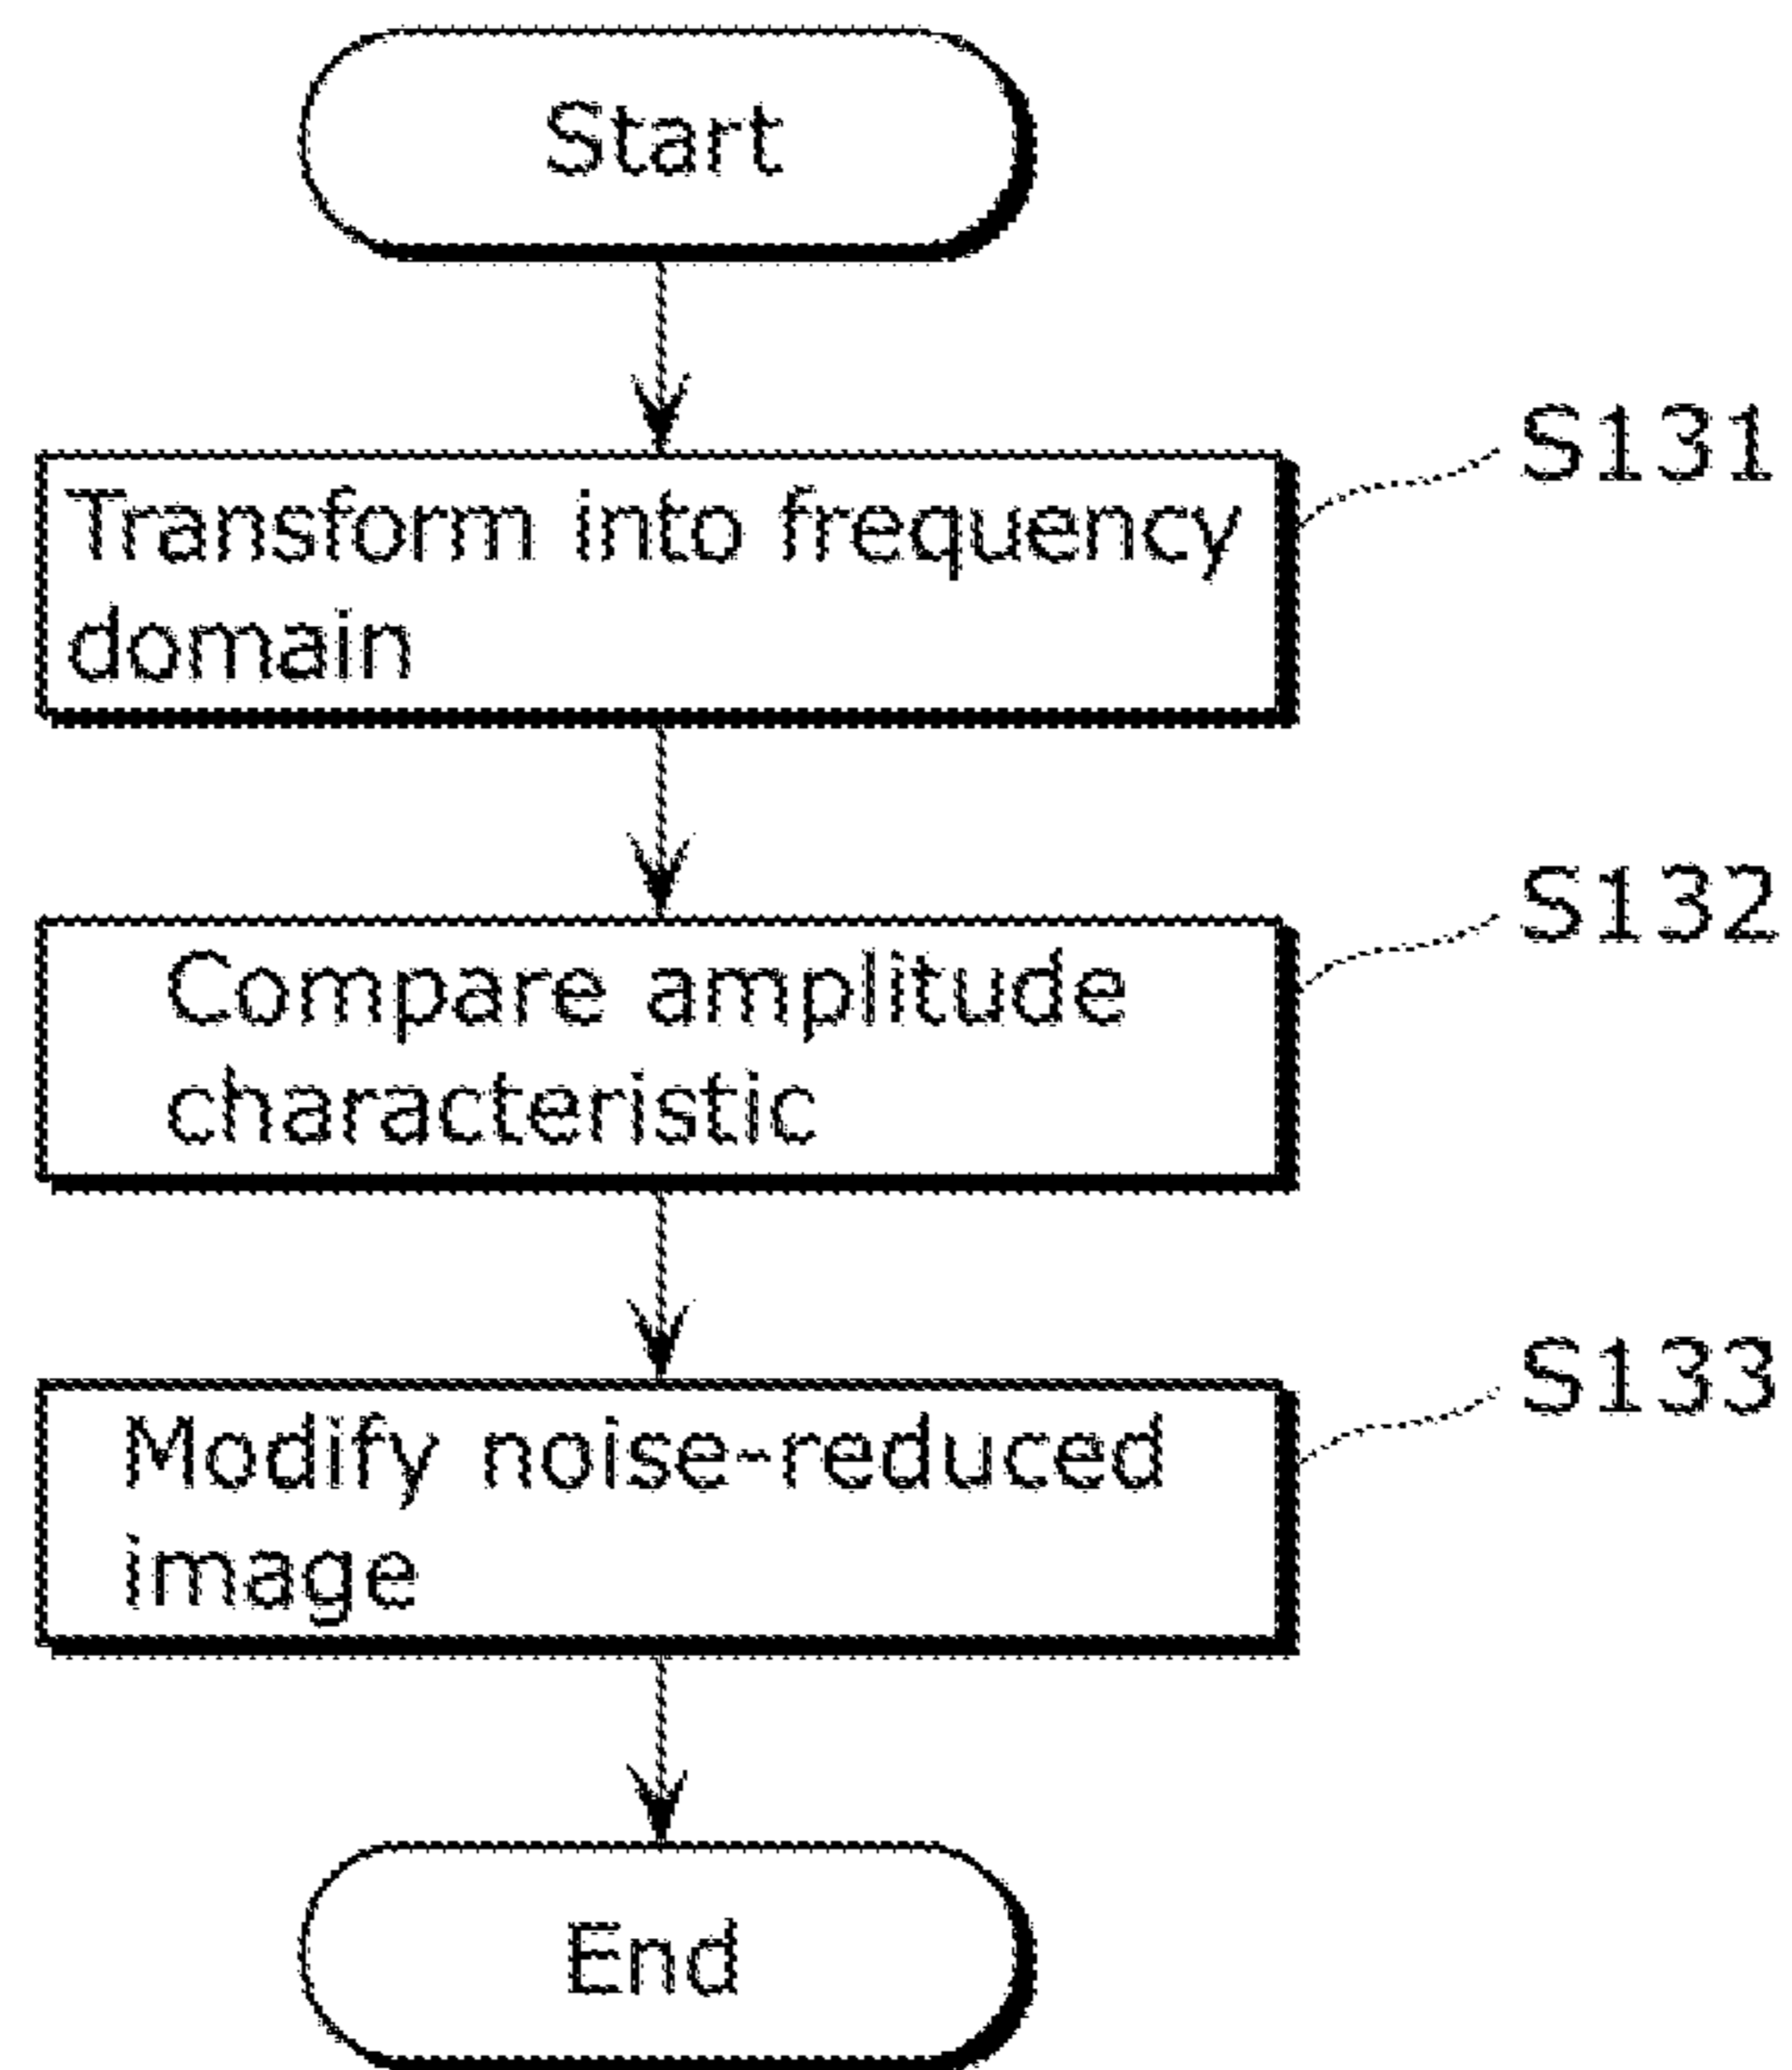 Start
S131
Transform into frequency
domain
S132
Compare amplitude
characteristic
S133
Modify noise-reduced
image
End